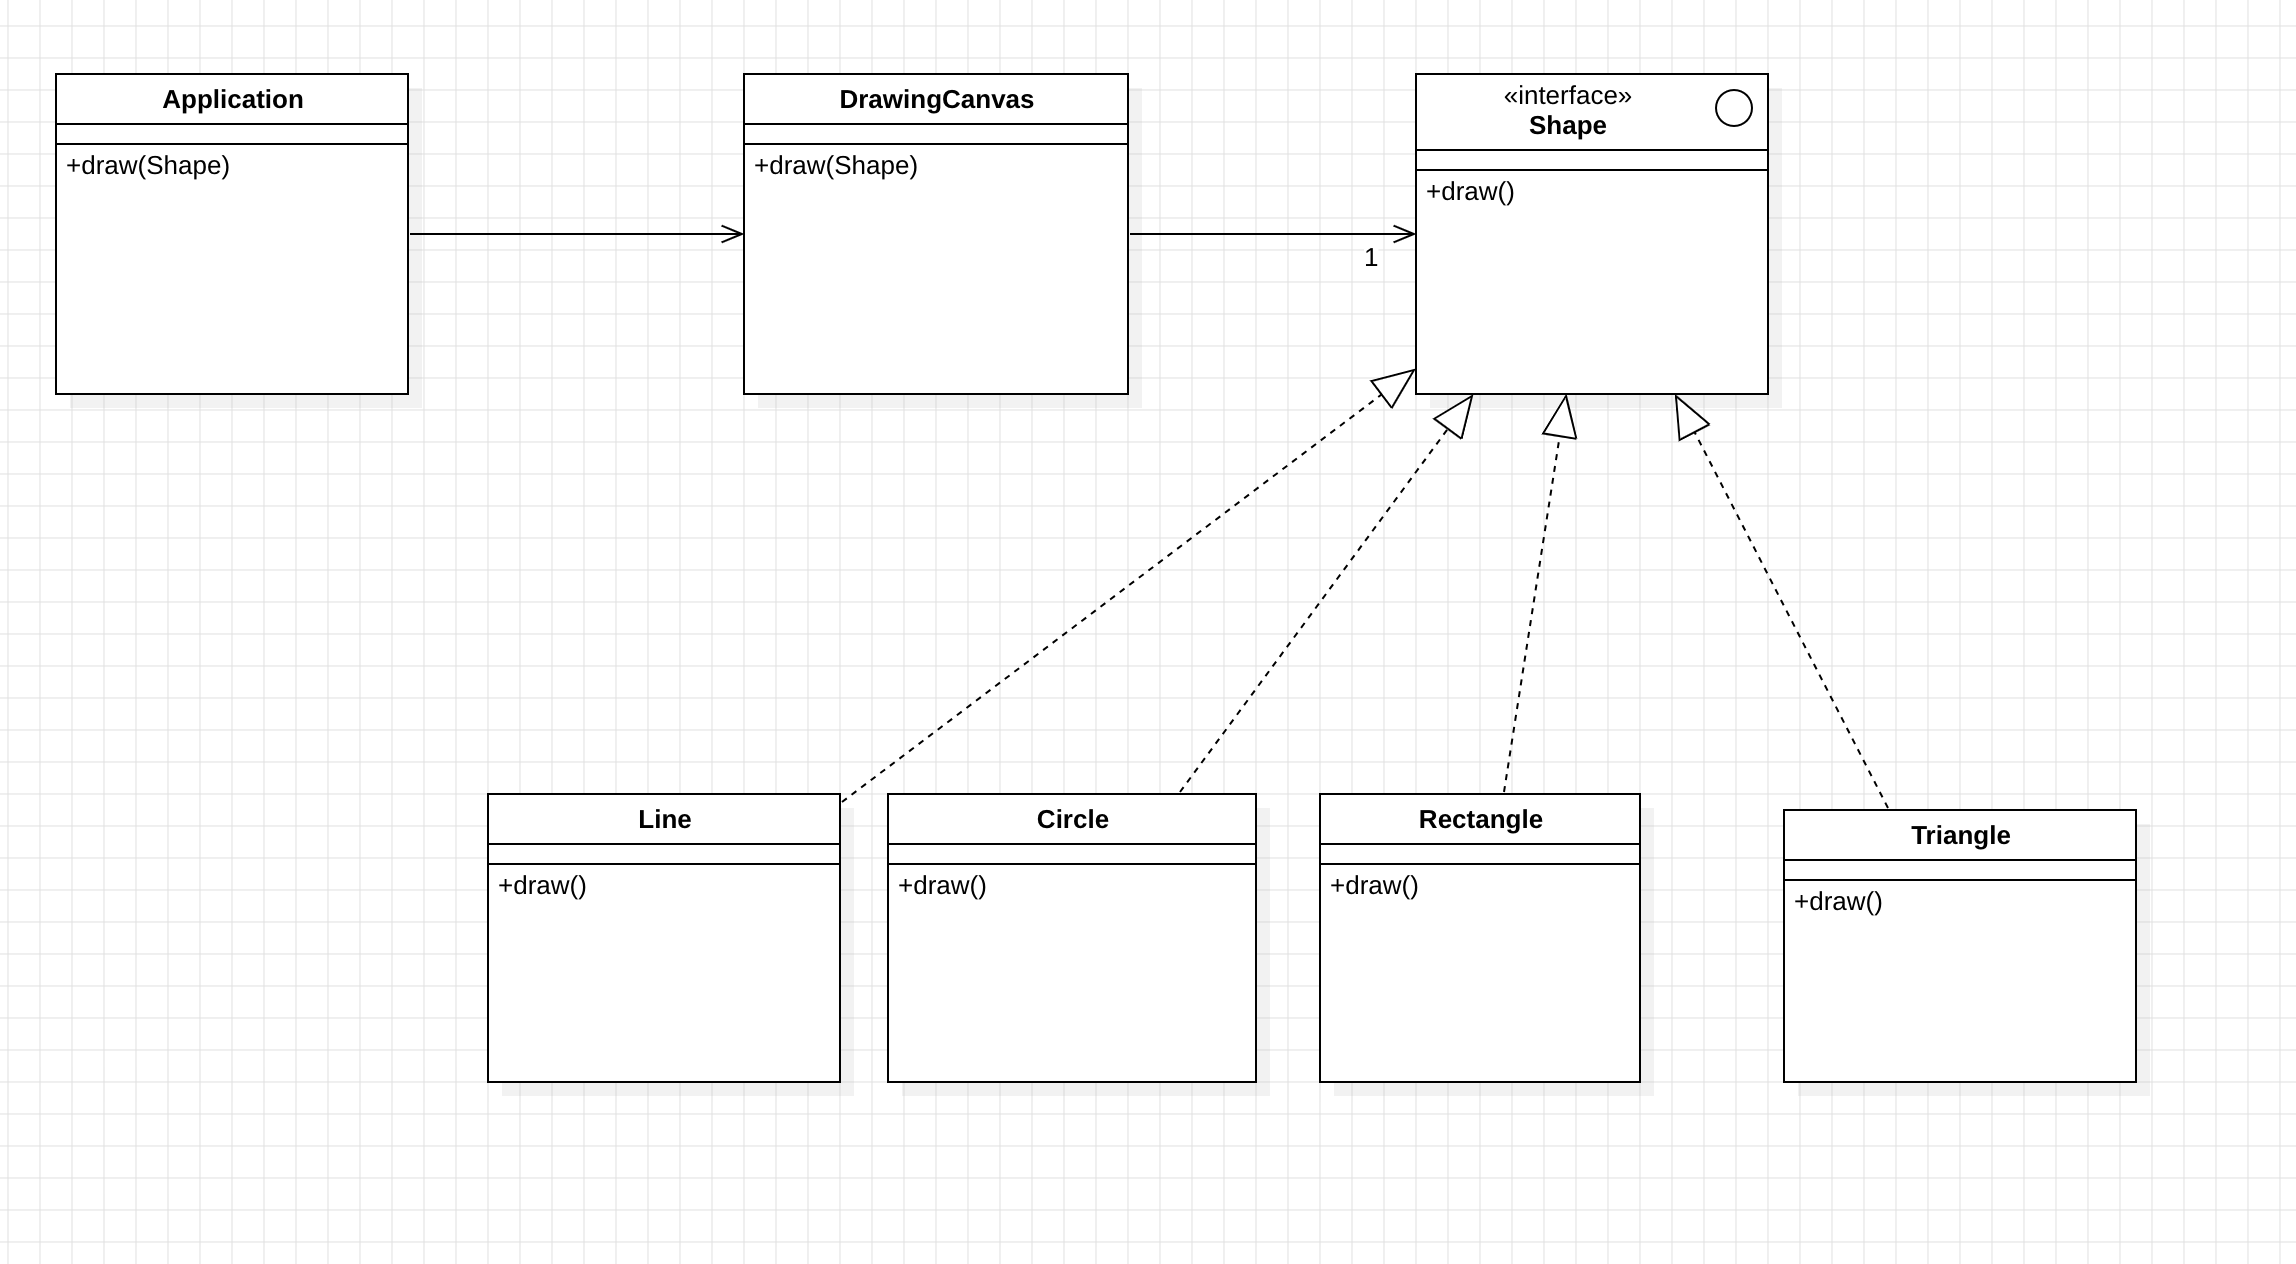 Application
+draw(Shape)
DrawingCanvas
+draw(Shape)
1
«interface»
Shape
+draw()
Line
+draw()
Circle
+draw()
Rectangle
+draw()
Triangle
+draw()